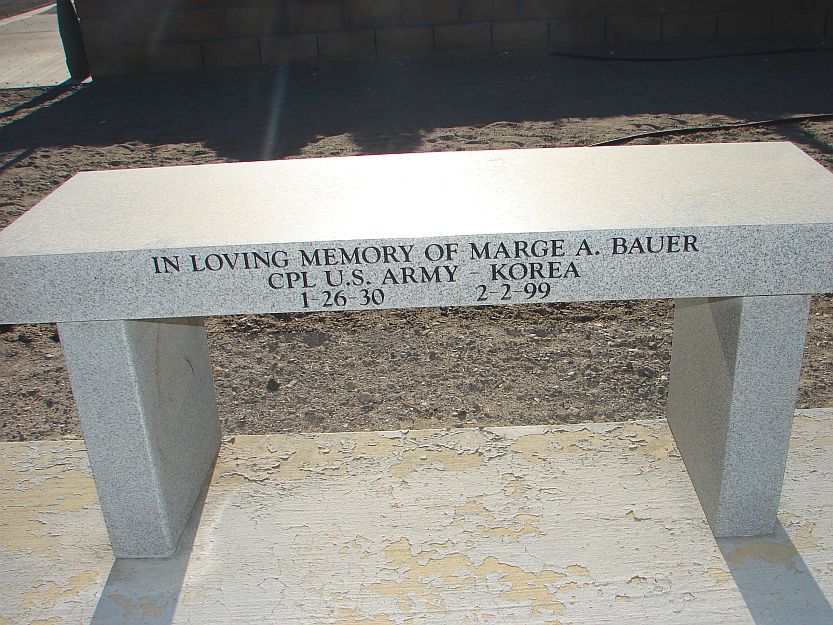 IN LOVING MEMORY OF MARGE A. BAUER
CPL U.S. ARMY - KOREA
1-26-30 2-2-99